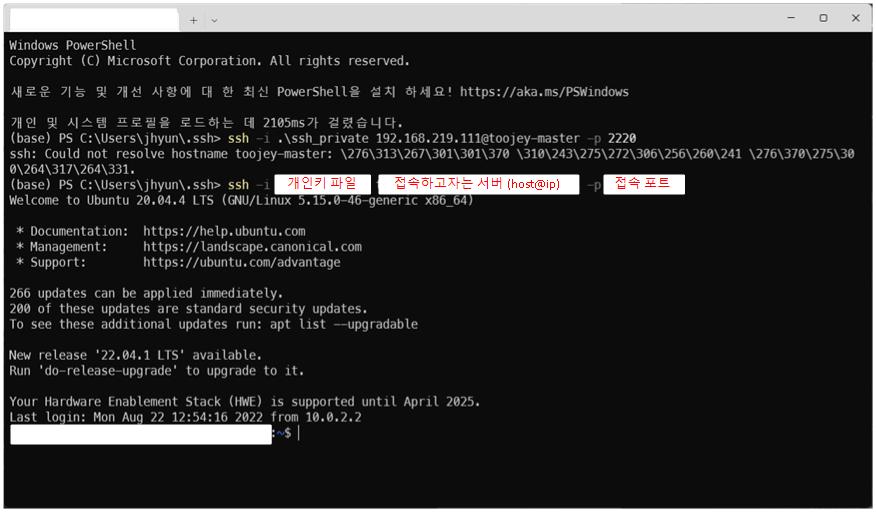 Windows PowerShell
Copyright (C) Microsoft Corporation. All rights reserved.
새로운 기능 및 개선 사항에 대 한 최신 PowerShell을 설치 하세요! https://aka.ms/PSWindows
개인 및 시스템 프로필을 로드하는 데 2105ms가 걸렸습니다.
(base) PS C:\Users\jhyun\.ssh> ssh -i .\ssh_private 192.168.219.111@toojey-master -p 2220
ssh: Could not resolve hostname toojey-master: \276\313\267\301\301\370 \310\243\275\272\306\256\260\241 \276\370\275\30
0\264\317\264\331.
(base) PS C:\Users\jhyun\.ssh> ssh -i 개인키 파일 접속하고자는 서버 (host@ip) -p 접속 포트
Welcome to Ubuntu 20.04.4 LTS (GNU/Linux 5.15.0-46-generic x86_64)
* Documentation: https://help.ubuntu.com
* Management: https://landscape.canonical.com
* Support: https://ubuntu.com/advantage
266 updates can be applied immediately.
200 of these updates are standard security updates.
To see these additional updates run: apt list --upgradable
New release '22.04.1 LTS' available.
Run 'do-release-upgrade' to upgrade to it.
Your Hardware Enablement Stack (HWE) is supported until April 2025.
Last login: Mon Aug 22 12:54:16 2022 from 10.0.2.2
:~$